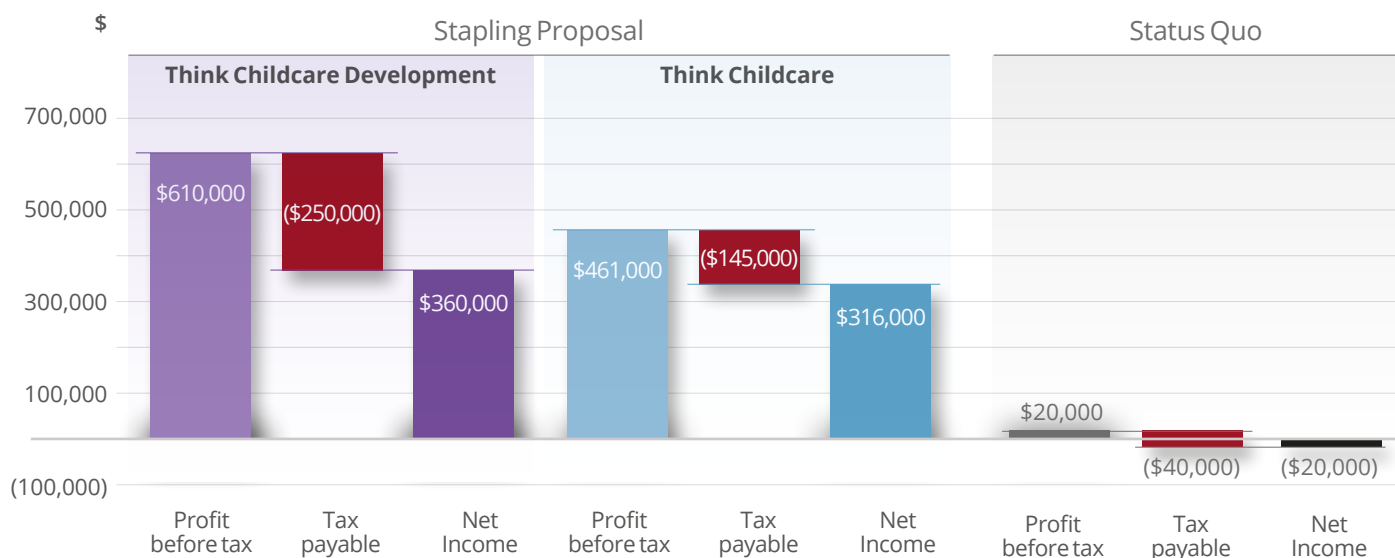 $
Stapling Proposal
Status Quo
Think Childcare Development
Think Childcare
700,000
500,000
300,000
100,000
(100,000)
$610,000
($250,000)
$360,000
$461,000
($145,000)
$316,000
$20,000
($40,000)
($20,000)
Profit
before tax
Tax
payable
Net
Income
Profit
before tax
Tax
payable
Net
Income
Profit
before tax
Tax
payable
Net
Income